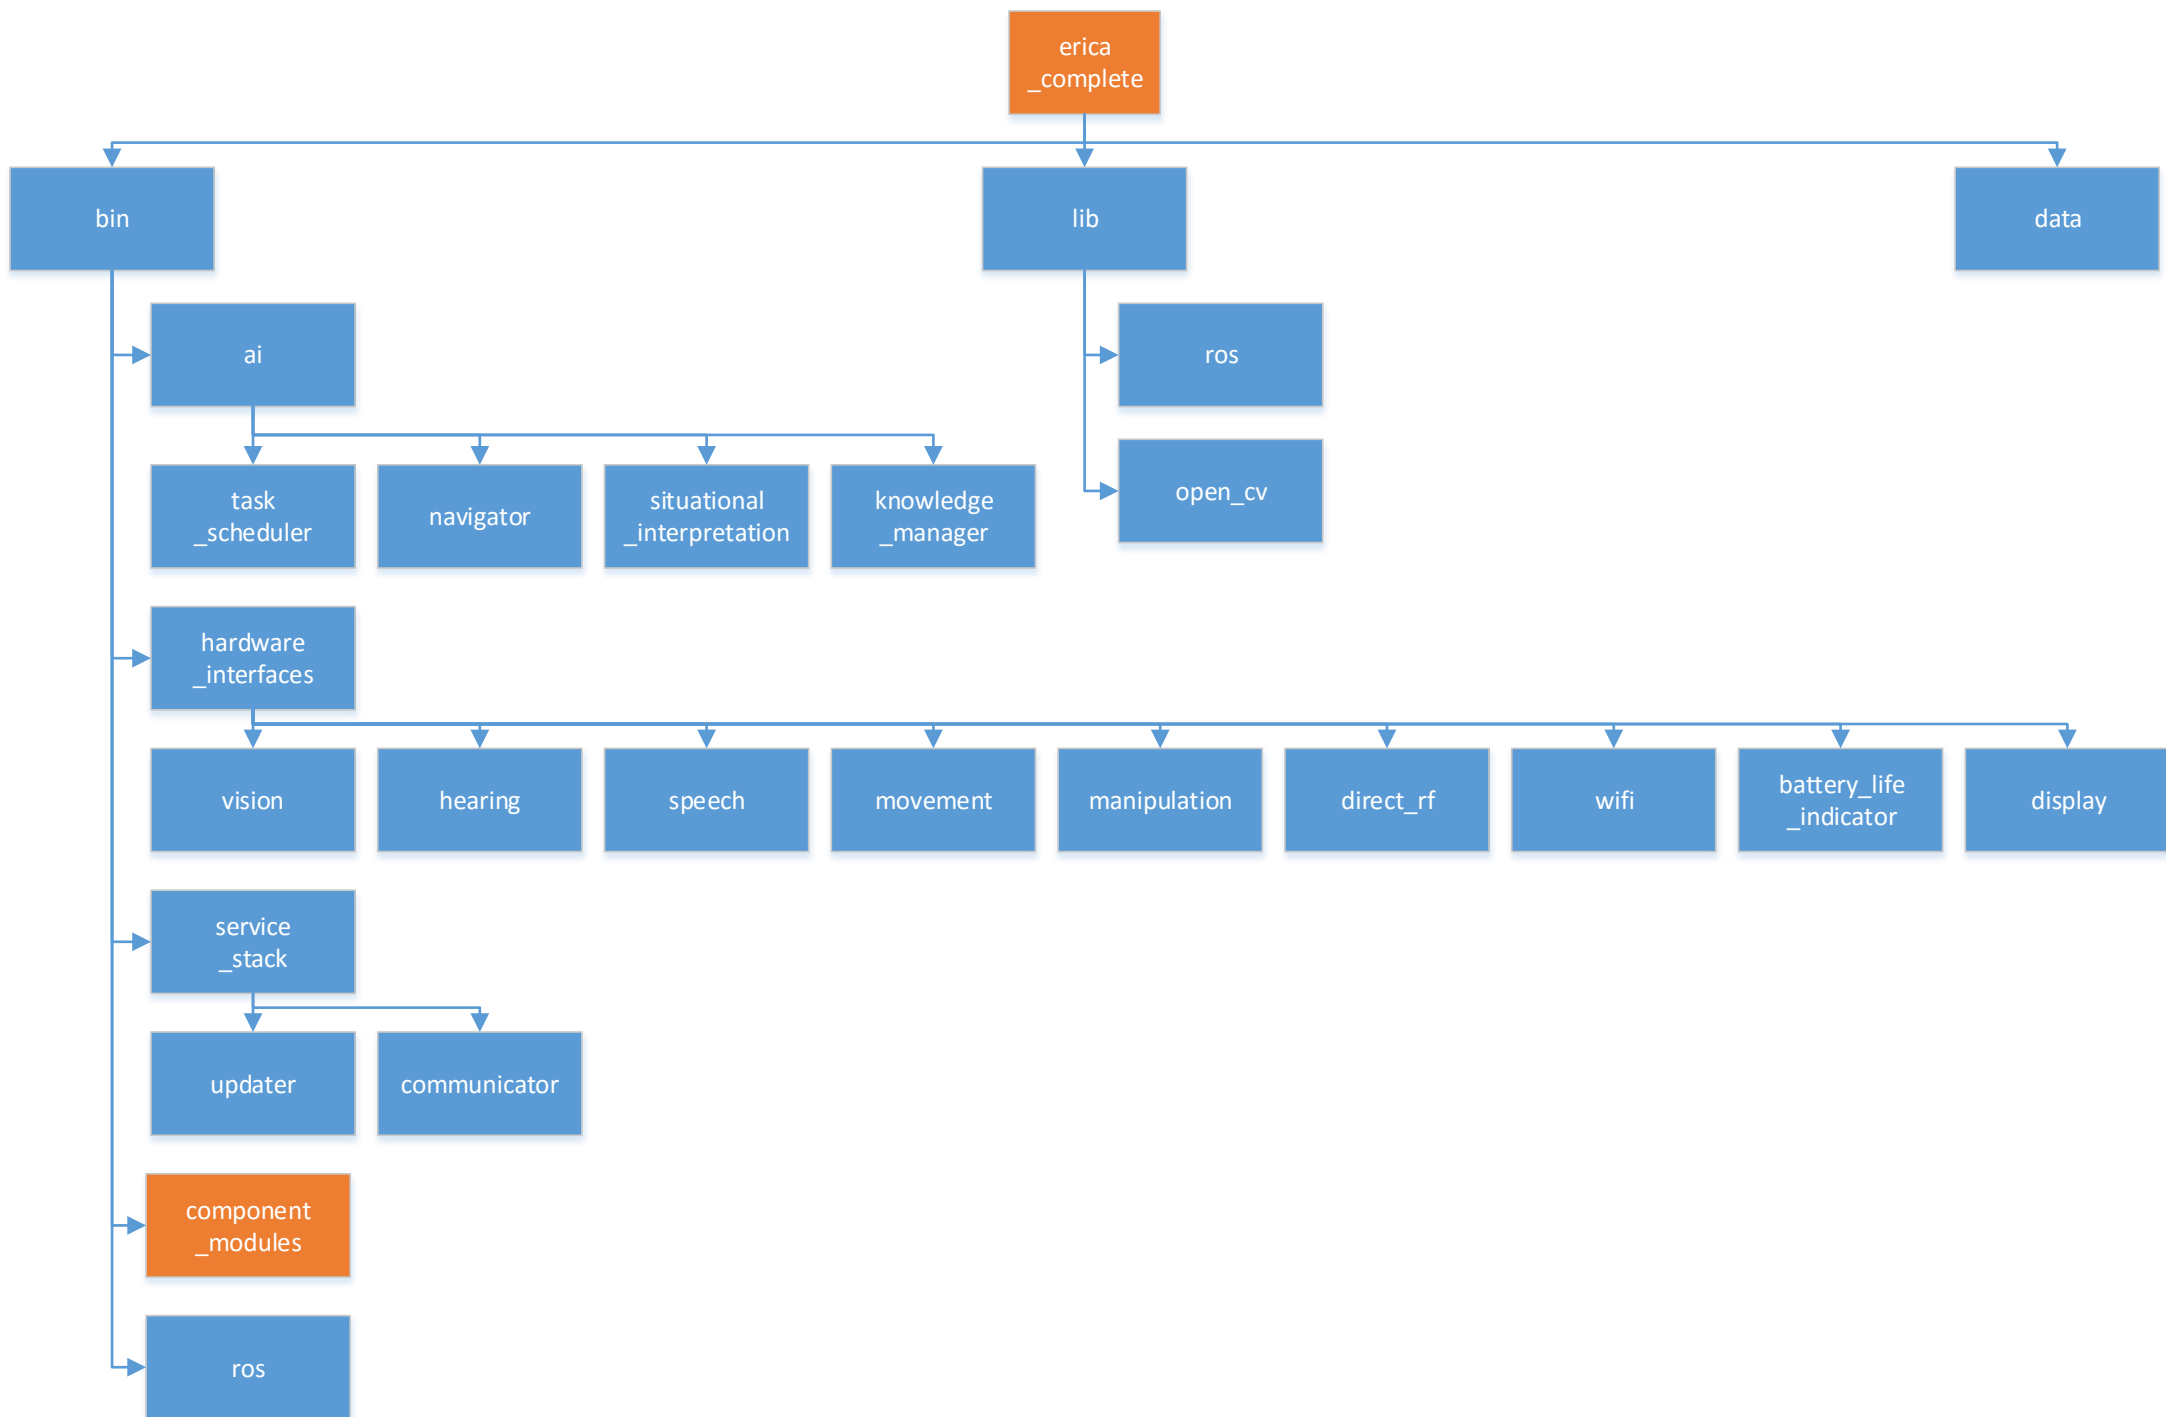 erica
_complete
bin
lib
data
ai
ros
task
_scheduler
navigator
situational
_interpretation
knowledge
_manager
open_cv
hardware
_interfaces
vision
hearing
speech
movement
manipulation
direct_rf
wifi
battery_life
_indicator
display
service
_stack
updater
communicator
component
_modules
ros